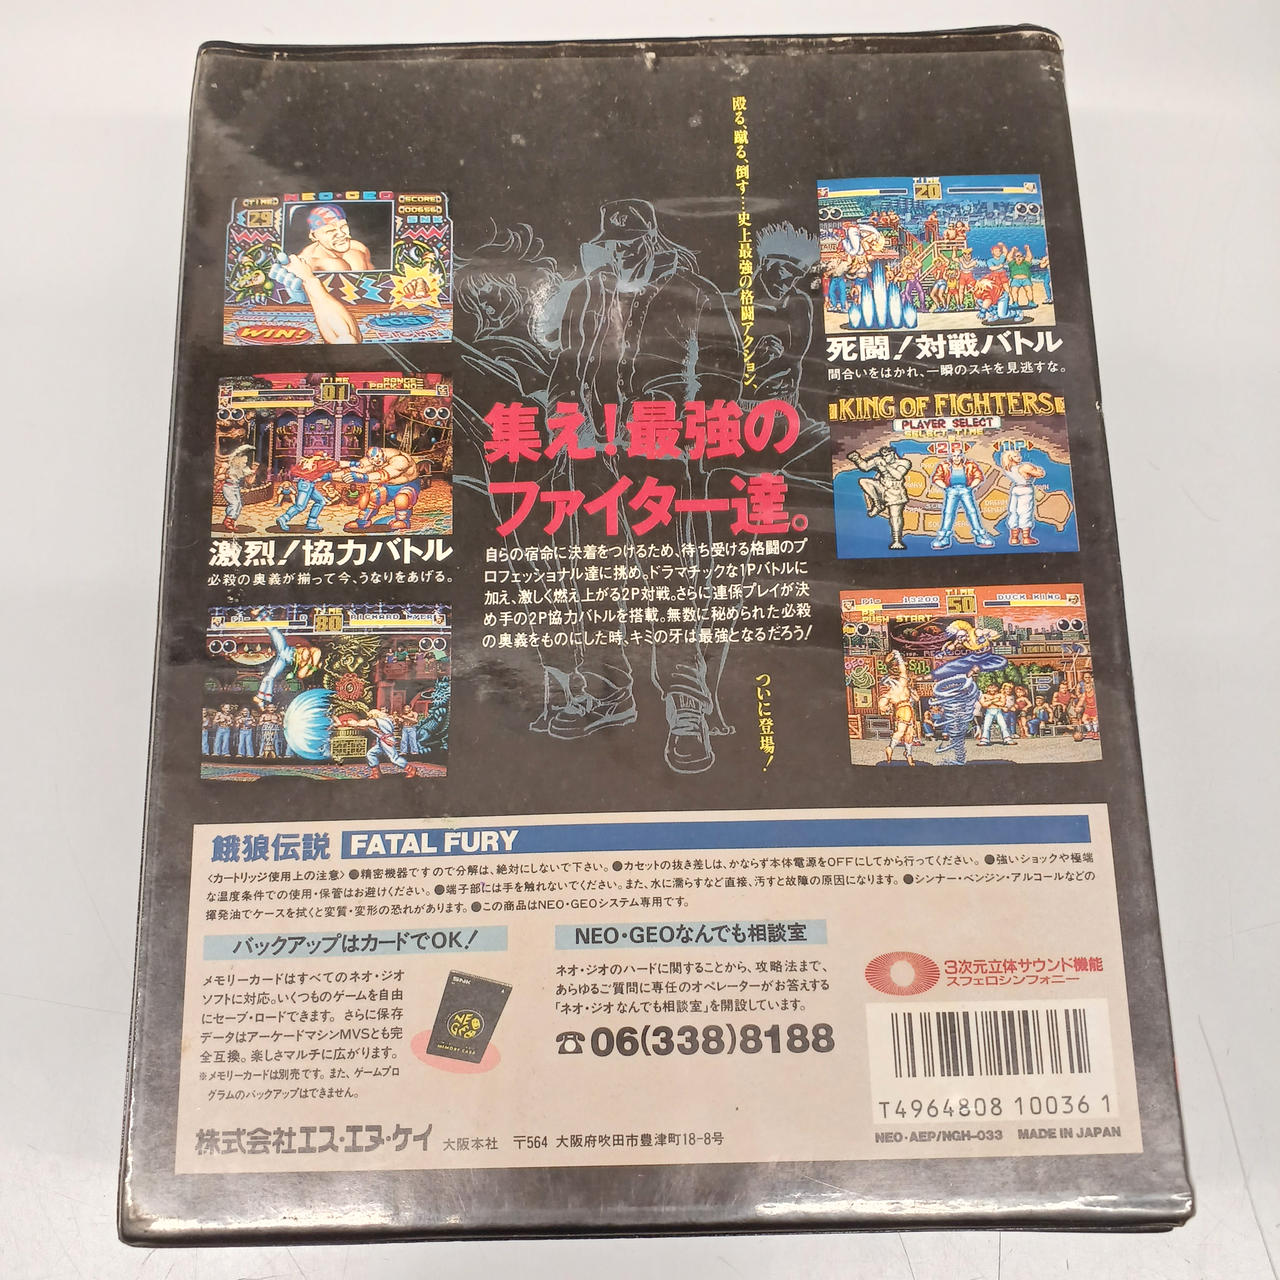 殴る、蹴る、倒す…史上最強の格闘アクション、
ついに登場！
TIME
29
NEO・GEO
SCORE
SNK
WIN!
TIME
20
死闘！対戦バトル
間合いをはかれ、一瞬のスキを見逃すな。
TIME
01
激烈！協力バトル
必殺の奥義が揃って今、うなりをあげる。
KING OF FIGHTERS
PLAYER SELECT
2P
1P
集え！最強の
ファイター達。
自らの宿命に決着をつけるため、待ち受ける格闘のプ
ロフェッショナル達に挑め。ドラマチックな1Pバトルに
加え、激しく燃え上がる2P対戦。さらに連係プレイが決
め手の2P協力バトルを搭載。無数に秘められた必殺
の奥義をものにした時、キミの牙は最強となるだろう！
TIME
80
RICHARD MYER
P1- 13200
TIME
50
DUCK KING
PUSH START
餓狼伝説 FATAL FURY
〈カートリッジ使用上の注意〉●精密機器ですので分解は、絶対にしないで下さい。●カセットの抜き差しは、かならず本体電源をOFFにしてから行ってください。●強いショックや極端
な温度条件での使用・保管はお避けください。●端子部には手を触れないでください。また、水に濡らすなど直接、汚すと故障の原因になります。●シンナー・ベンジン・アルコールなどの
揮発油でケースを拭くと変質・変形の恐れがあります。●この商品はNEO・GEOシステム専用です。
バックアップはカードでOK！
メモリーカードはすべてのネオ・ジオ
ソフトに対応。いくつものゲームを自由
にセーブ・ロードできます。さらに保存
データはアーケードマシンMVSとも完
全互換。楽しさマルチに広がります。
※メモリーカードは別売です。また、ゲームプロ
グラムのバックアップはできません。
SNK
NEO GEO
MEMORY CARD
NEO・GEOなんでも相談室
ネオ・ジオのハードに関することから、攻略法まで、
あらゆるご質問に専任のオペレーターがお答えする
「ネオ・ジオなんでも相談室」を開設しています。
☎06(338)8188
3次元立体サウンド機能
スフェロシンフォニー
T4964808 10036 1
NEO・AEP/NGH-033 MADE IN JAPAN
株式会社エス・エヌ・ケイ 大阪本社 〒564 大阪府吹田市豊津町18-8号